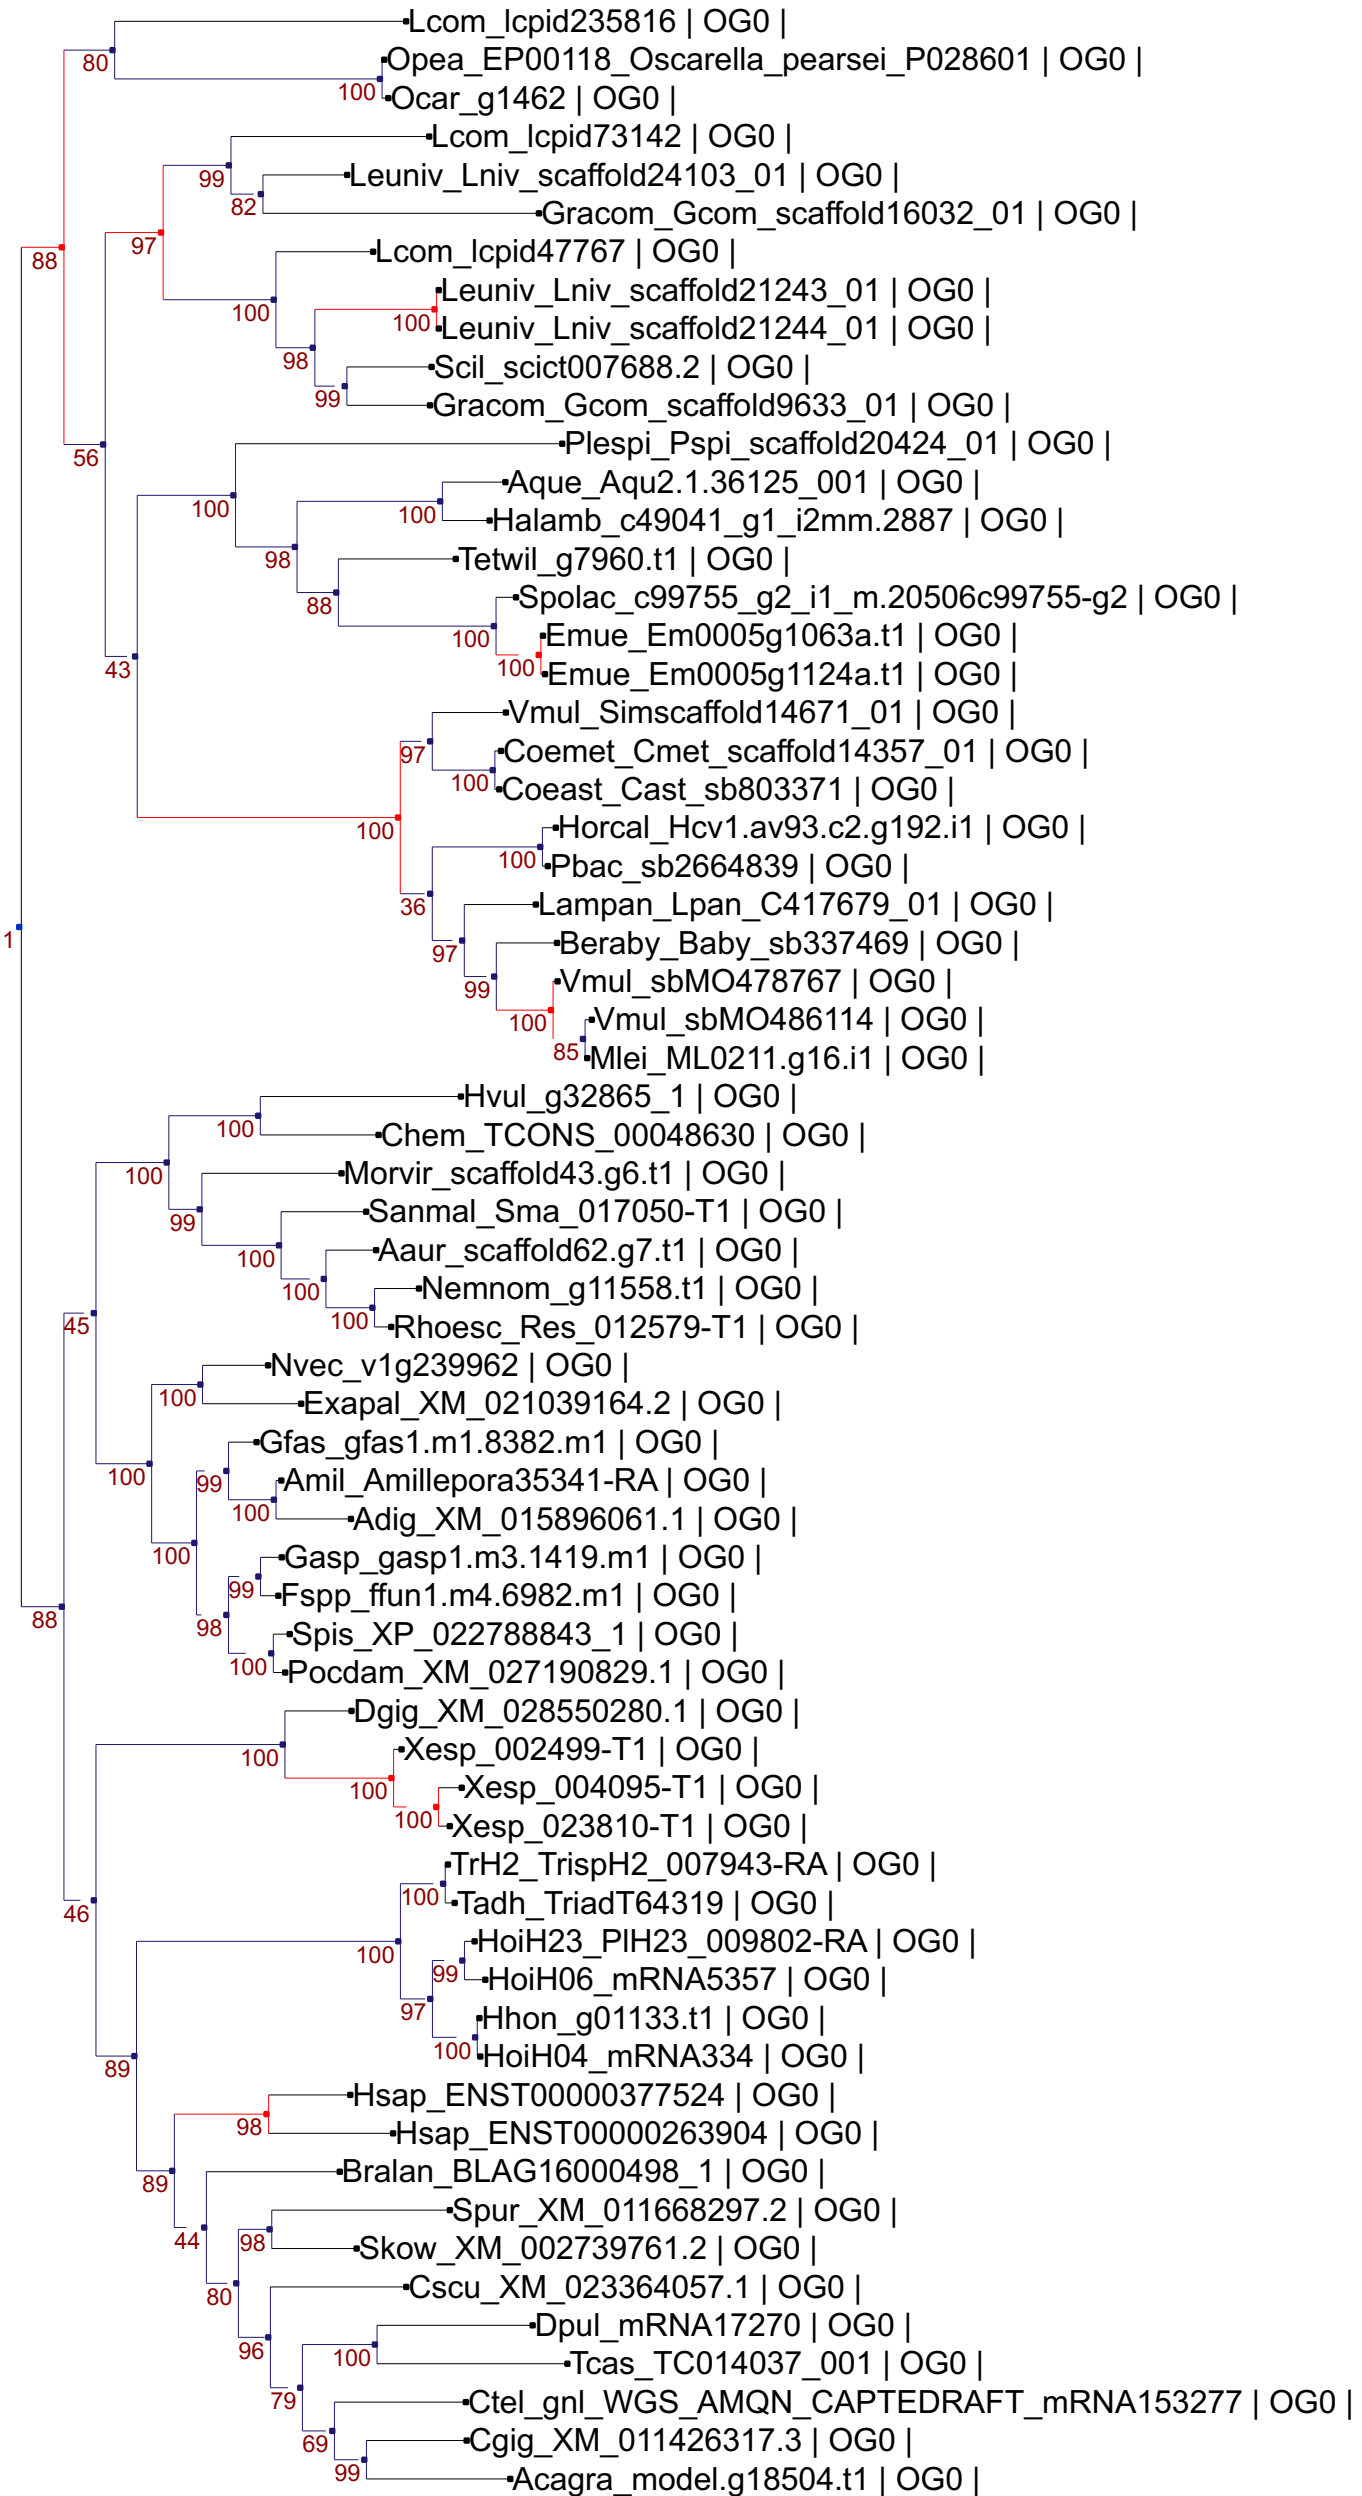 Lcom_lcpid235816 | OG0 |
80
Opea_EP00118_Oscarella_pearsei_P028601 | OG0 |
100
Ocar_g1462 | OG0 |
Lcom_lcpid73142 | OG0 |
99
Leuniv_Lniv_scaffold24103_01 | OG0 |
82
Gracom_Gcom_scaffold16032_01 | OG0 |
97
88
Lcom_lcpid47767 | OG0 |
Leuniv_Lniv_scaffold21243_01 | OG0 |
100
100
Leuniv_Lniv_scaffold21244_01 | OG0 |
98
Scil_scict007688.2 | OG0 |
99
Gracom_Gcom_scaffold9633_01 | OG0 |
56
Plespi_Pspi_scaffold20424_01 | OG0 |
Aque_Aqu2.1.36125_001 | OG0 |
100
100
Halamb_c49041_g1_i2mm.2887 | OG0 |
98
Tetwil_g7960.t1 | OG0 |
88
Spolac_c99755_g2_i1_m.20506c99755-g2 | OG0 |
100
Emue_Em0005g1063a.t1 | OG0 |
43
100
Emue_Em0005g1124a.t1 | OG0 |
Vmul_Simscaffold14671_01 | OG0 |
97
Coemet_Cmet_scaffold14357_01 | OG0 |
100
Coeast_Cast_sb803371 | OG0 |
100
Horcal_Hcv1.av93.c2.g192.i1 | OG0 |
100
Pbac_sb2664839 | OG0 |
36
Lampan_Lpan_C417679_01 | OG0 |
1
97
Beraby_Baby_sb337469 | OG0 |
99
Vmul_sbMO478767 | OG0 |
100
Vmul_sbMO486114 | OG0 |
85
Mlei_ML0211.g16.i1 | OG0 |
Hvul_g32865_1 | OG0 |
100
Chem_TCONS_00048630 | OG0 |
100
Morvir_scaffold43.g6.t1 | OG0 |
99
Sanmal_Sma_017050-T1 | OG0 |
100
Aaur_scaffold62.g7.t1 | OG0 |
100
Nemnom_g11558.t1 | OG0 |
45
100
Rhoesc_Res_012579-T1 | OG0 |
Nvec_v1g239962 | OG0 |
100
Exapal_XM_021039164.2 | OG0 |
Gfas_gfas1.m1.8382.m1 | OG0 |
100
99
Amil_Amillepora35341-RA | OG0 |
100
Adig_XM_015896061.1 | OG0 |
100
Gasp_gasp1.m3.1419.m1 | OG0 |
99
Fspp_ffun1.m4.6982.m1 | OG0 |
88
98
Spis_XP_022788843_1 | OG0 |
100
Pocdam_XM_027190829.1 | OG0 |
Dgig_XM_028550280.1 | OG0 |
100
Xesp_002499-T1 | OG0 |
100
Xesp_004095-T1 | OG0 |
100
Xesp_023810-T1 | OG0 |
TrH2_TrispH2_007943-RA | OG0 |
100
Tadh_TriadT64319 | OG0 |
46
HoiH23_PlH23_009802-RA | OG0 |
100
99
HoiH06_mRNA5357 | OG0 |
97
Hhon_g01133.t1 | OG0 |
100
HoiH04_mRNA334 | OG0 |
89
Hsap_ENST00000377524 | OG0 |
98
Hsap_ENST00000263904 | OG0 |
89
Bralan_BLAG16000498_1 | OG0 |
Spur_XM_011668297.2 | OG0 |
44
98
Skow_XM_002739761.2 | OG0 |
80
Cscu_XM_023364057.1 | OG0 |
96
Dpul_mRNA17270 | OG0 |
100
Tcas_TC014037_001 | OG0 |
79
Ctel_gnl_WGS_AMQN_CAPTEDRAFT_mRNA153277 | OG0 |
69
Cgig_XM_011426317.3 | OG0 |
99
Acagra_model.g18504.t1 | OG0 |